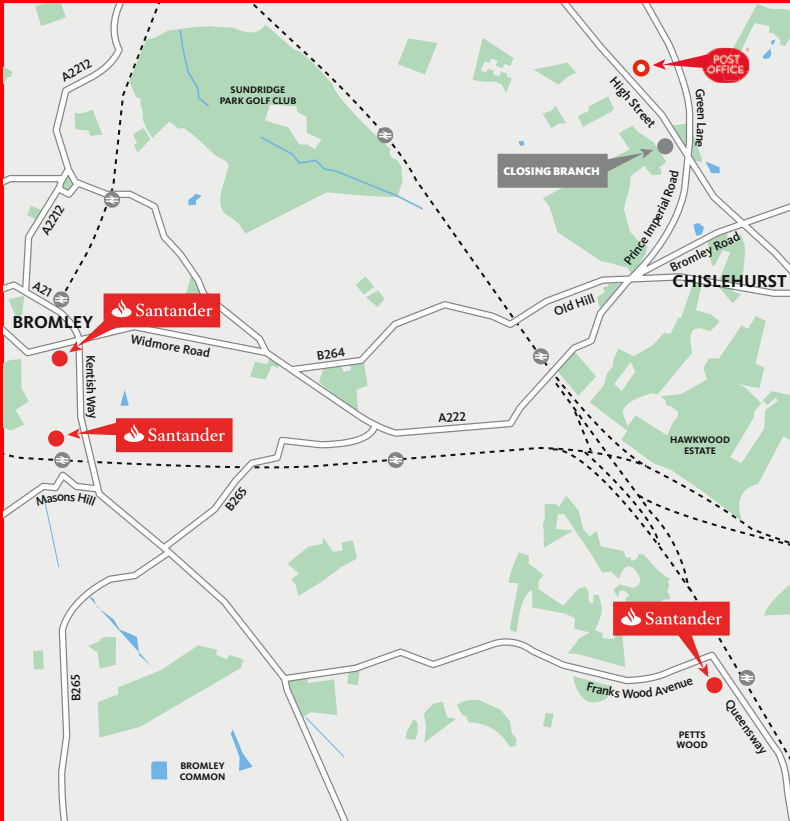 A2212
SUNDRIDGE
PARK GOLF CLUB
POST
OFFICE
High Street
Green Lane
CLOSING BRANCH
A2212
Prince Imperial Road
Bromley Road
CHISLEHURST
A21
Old Hill
BROMLEY
Santander
Widmore Road
B264
Kentish Way
A222
Santander
HAWKWOOD
ESTATE
Masons Hill
B265
Santander
B265
Franks Wood Avenue
Queensway
PETTS
WOOD
BROMLEY
COMMON